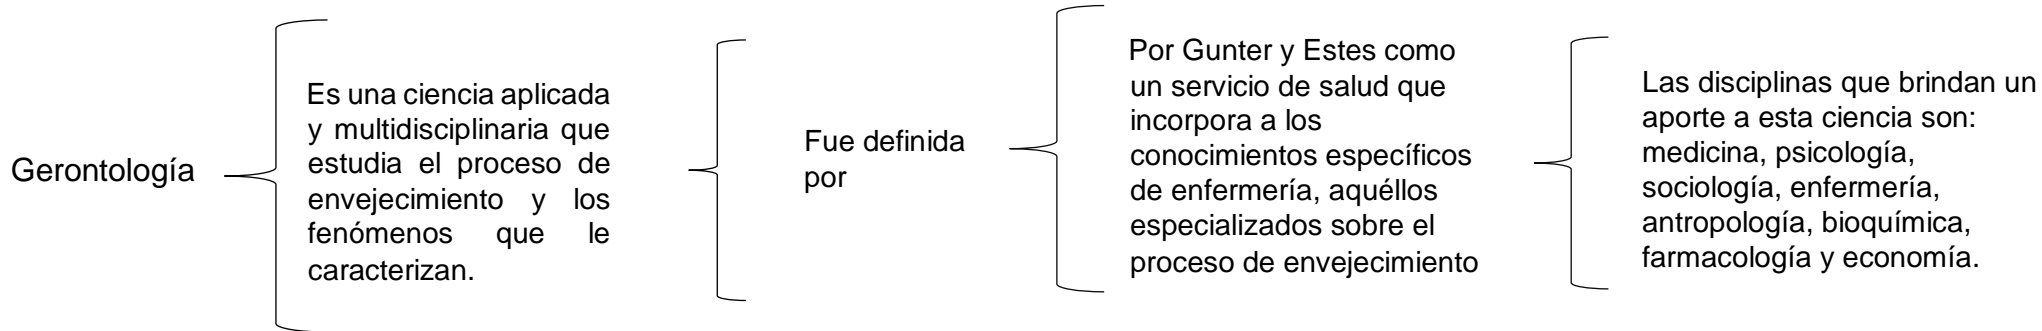 Gerontología
Es una ciencia aplicada
y multidisciplinaria que
estudia el proceso de
envejecimiento y los
fenómenos que le
caracterizan.
Fue definida
por
Por Gunter y Estes como
un servicio de salud que
incorpora a los
conocimientos específicos
de enfermería, aquéllos
especializados sobre el
proceso de envejecimiento
Las disciplinas que brindan un
aporte a esta ciencia son:
medicina, psicología,
sociología, enfermería,
antropología, bioquímica,
farmacología y economía.